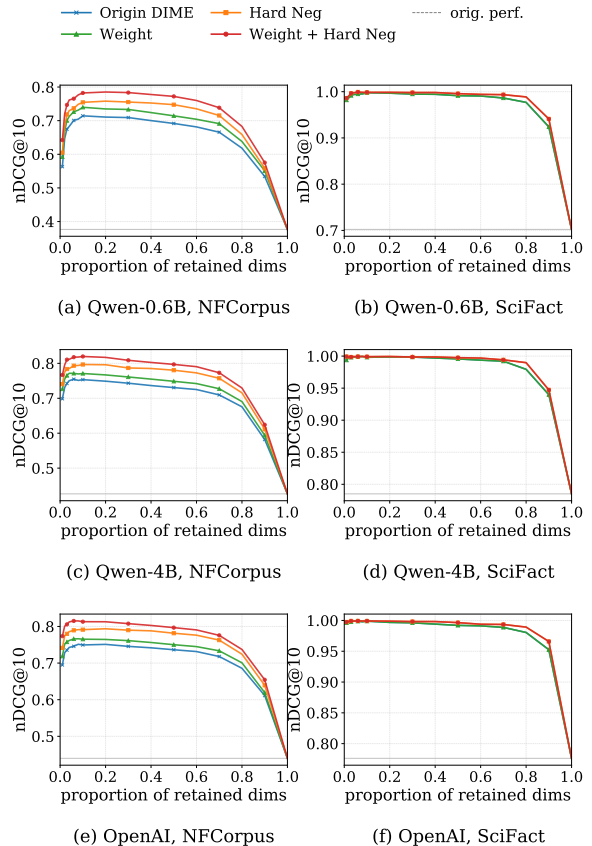 Origin DIME
Hard Neg
orig. perf.
Weight
Weight + Hard Neg
nDCG@10
0.8
0.7
0.6
0.5
0.4
0.0 0.2 0.4 0.6 0.8 1.0
proportion of retained dims
(a) Qwen-0.6B, NFCorpus
nDCG@10
1.0
0.9
0.8
0.7
0.0 0.2 0.4 0.6 0.8 1.0
proportion of retained dims
(b) Qwen-0.6B, SciFact
nDCG@10
0.8
0.7
0.6
0.5
0.0 0.2 0.4 0.6 0.8 1.0
proportion of retained dims
(c) Qwen-4B, NFCorpus
nDCG@10
1.00
0.95
0.90
0.85
0.80
0.0 0.2 0.4 0.6 0.8 1.0
proportion of retained dims
(d) Qwen-4B, SciFact
nDCG@10
0.8
0.7
0.6
0.5
0.0 0.2 0.4 0.6 0.8 1.0
proportion of retained dims
(e) OpenAI, NFCorpus
nDCG@10
1.00
0.95
0.90
0.85
0.80
0.0 0.2 0.4 0.6 0.8 1.0
proportion of retained dims
(f) OpenAI, SciFact